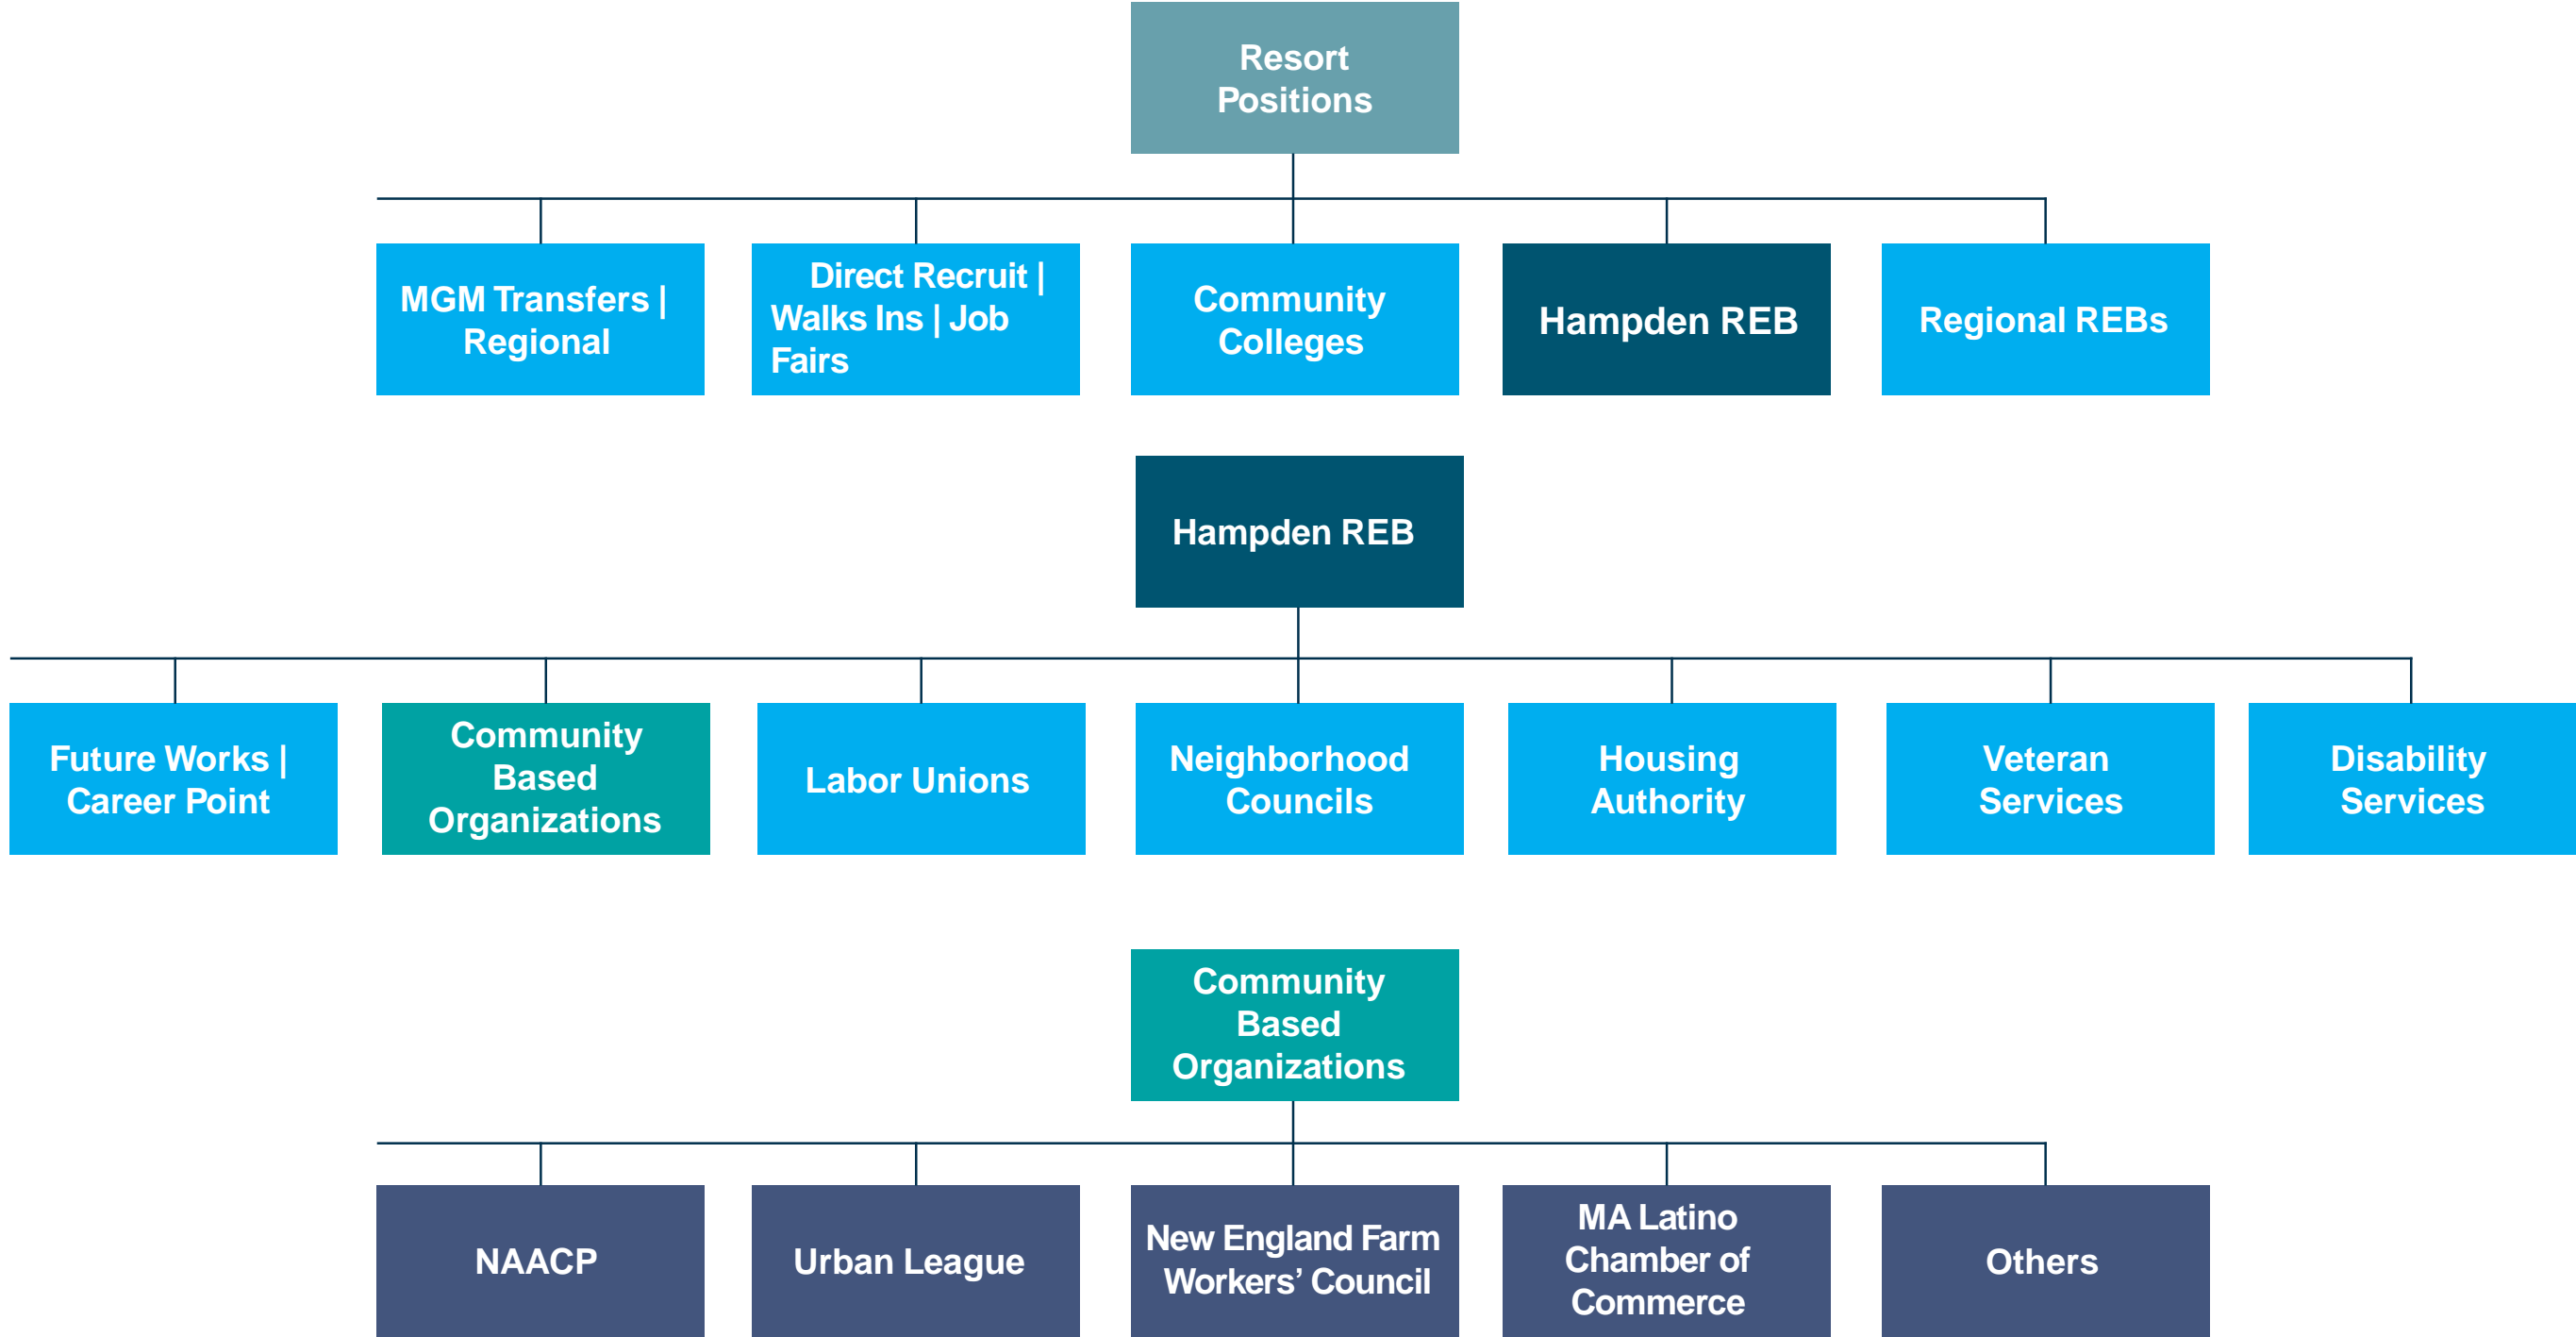 Resort
Positions
MGM Transfers |
Regional
Direct Recruit |
Walks Ins | Job
Fairs
Community
Colleges
Hampden REB
Regional REBs
Hampden REB
Future Works |
Career Point
Community
Based
Organizations
Labor Unions
Neighborhood
Councils
Housing
Authority
Veteran
Services
Disability
Services
Community
Based
Organizations
NAACP
Urban League
New England Farm
Workers’ Council
MA Latino
Chamber of
Commerce
Others